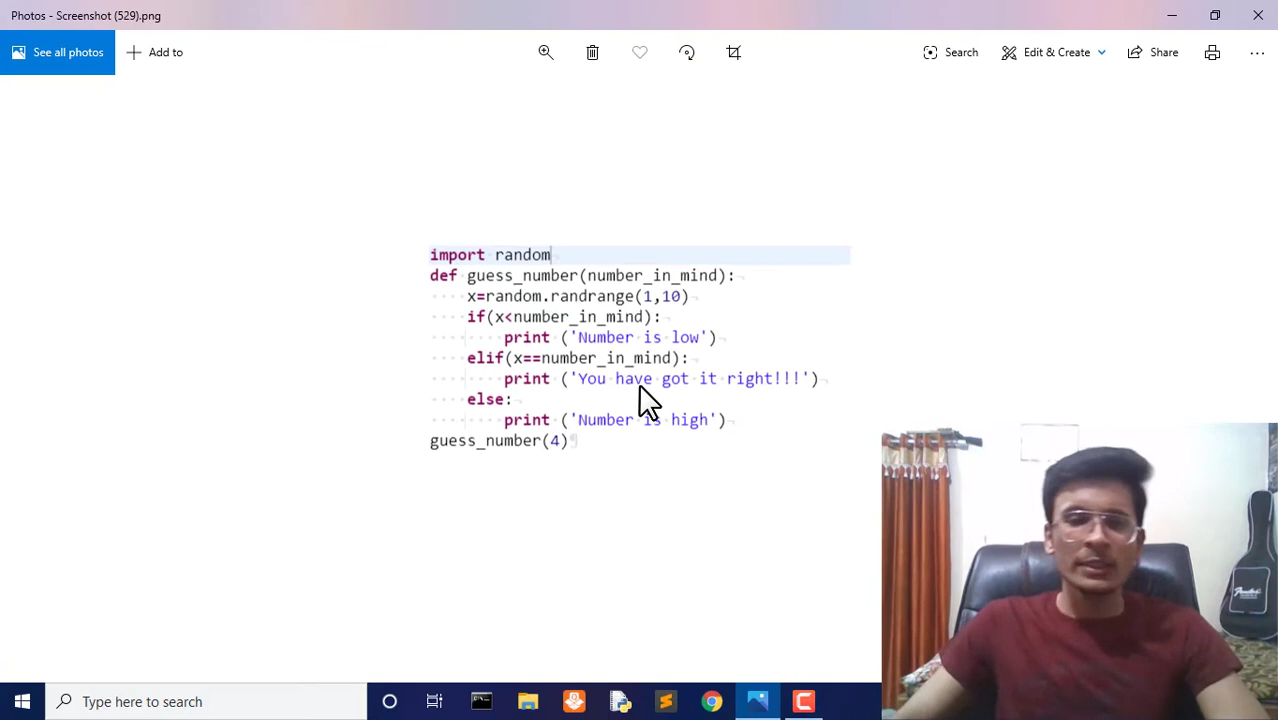 Photos - Screenshot (529).png
See all photos
Add to
Search
Edit & Create
Share
import random
def guess_number(number_in_mind):
x=random.randrange(1,10)
if(x<number_in_mind):
print ('Number is low')
elif(x==number_in_mind):
print ('You have got it right!!!')
else:
print ('Number is high')
guess_number(4)
Fender
Type here to search